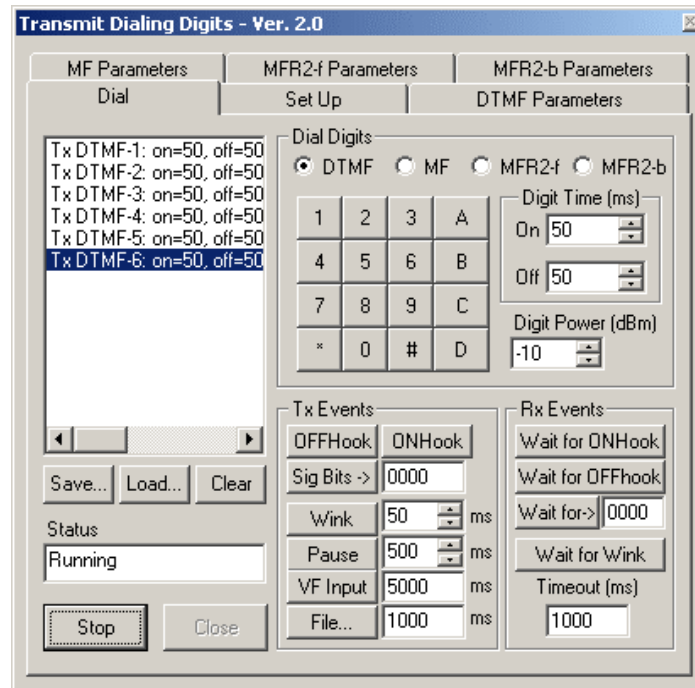 Transmit Dialing Digits - Ver. 2.0
MF Parameters
MFR2-f Parameters
MFR2-b Parameters
Dial
Set Up
DTMF Parameters
Tx DTMF-1: on=50, off=50
Tx DTMF-2: on=50, off=50
Tx DTMF-3: on=50, off=50
Tx DTMF-4: on=50, off=50
Tx DTMF-5: on=50, off=50
Tx DTMF-6: on=50, off=50
Save... Load... Clear
Status
Running
Stop Close
Dial Digits
DTMF MF MFR2-f MFR2-b
1 2 3 A
4 5 6 B
7 8 9 C
* 0 # D
Digit Time (ms)
On 50
Off 50
Digit Power (dBm)
-10
Tx Events
OFFHook ONHook
Sig Bits -> 0000
Wink 50 ms
Pause 500 ms
VF Input 5000 ms
File... 1000 ms
Rx Events
Wait for ONHook
Wait for OFFhook
Wait for-> 0000
Wait for Wink
Timeout (ms)
1000